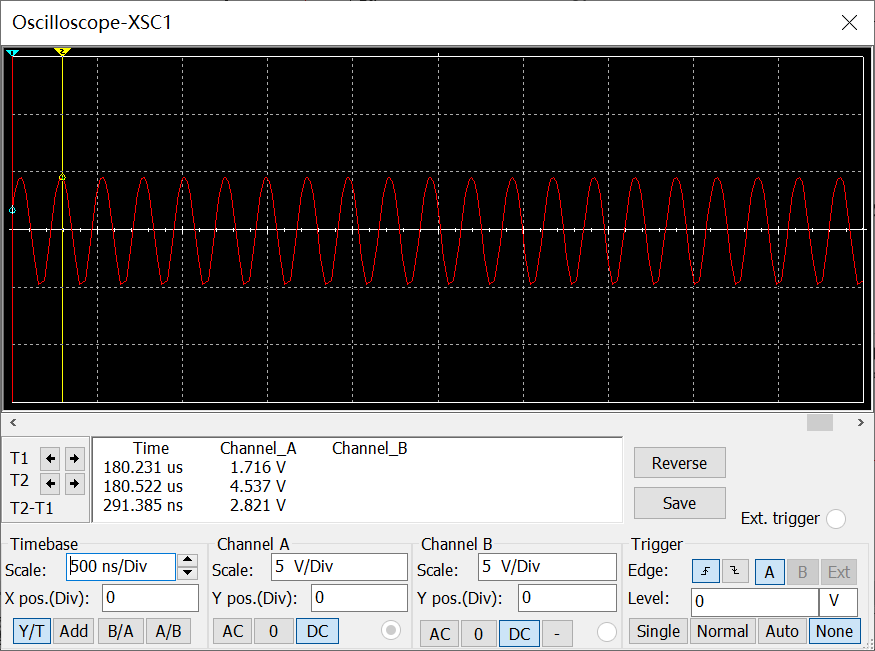 Oscilloscope-XSC1
1 2
Time Channel_A Channel_B
T1 180.231 us 1.716 V
T2 180.522 us 4.537 V
T2-T1 291.385 ns 2.821 V
Reverse
Save
Ext. trigger
Timebase Channel A Channel B Trigger
Scale: 500 ns/Div Scale: 5 V/Div Scale: 5 V/Div Edge: A B Ext
X pos.(Div): 0 Y pos.(Div): 0 Y pos.(Div): 0 Level: 0 V
Y/T Add B/A A/B AC 0 DC AC 0 DC - Single Normal Auto None